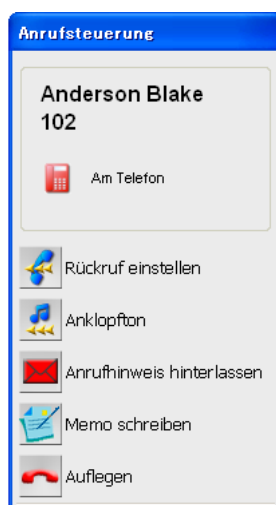 Anrufsteuerung
Anderson Blake
102
Am Telefon
Rückruf einstellen
Anklopfton
Anrufhinweis hinterlassen
Memo schreiben
Auflegen